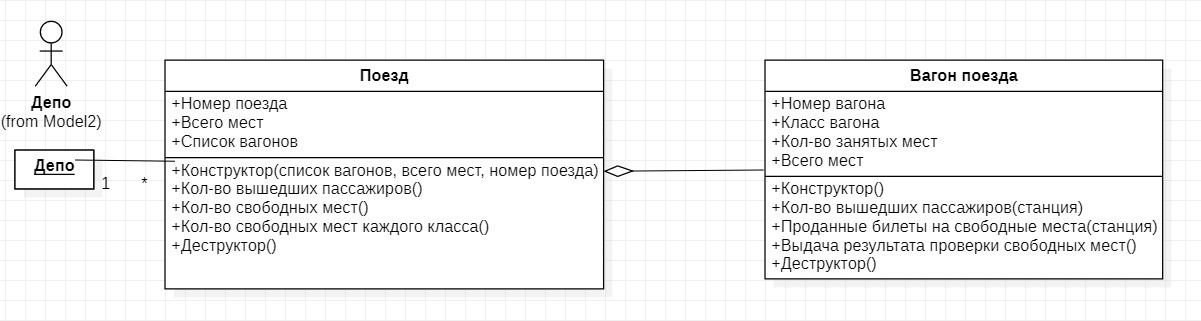 Депо
(from Model2)
Депо
1
*
Поезд
+Номер поезда
+Всего мест
+Список вагонов
+Конструктор(список вагонов, всего мест, номер поезда)
+Кол-во вышедших пассажиров()
+Кол-во свободных мест()
+Кол-во свободных мест каждого класса()
+Деструктор()
Вагон поезда
+Номер вагона
+Класс вагона
+Кол-во занятых мест
+Всего мест
+Конструктор()
+Кол-во вышедших пассажиров(станция)
+Проданные билеты на свободные места(станция)
+Выдача результата проверки свободных мест()
+Деструктор()